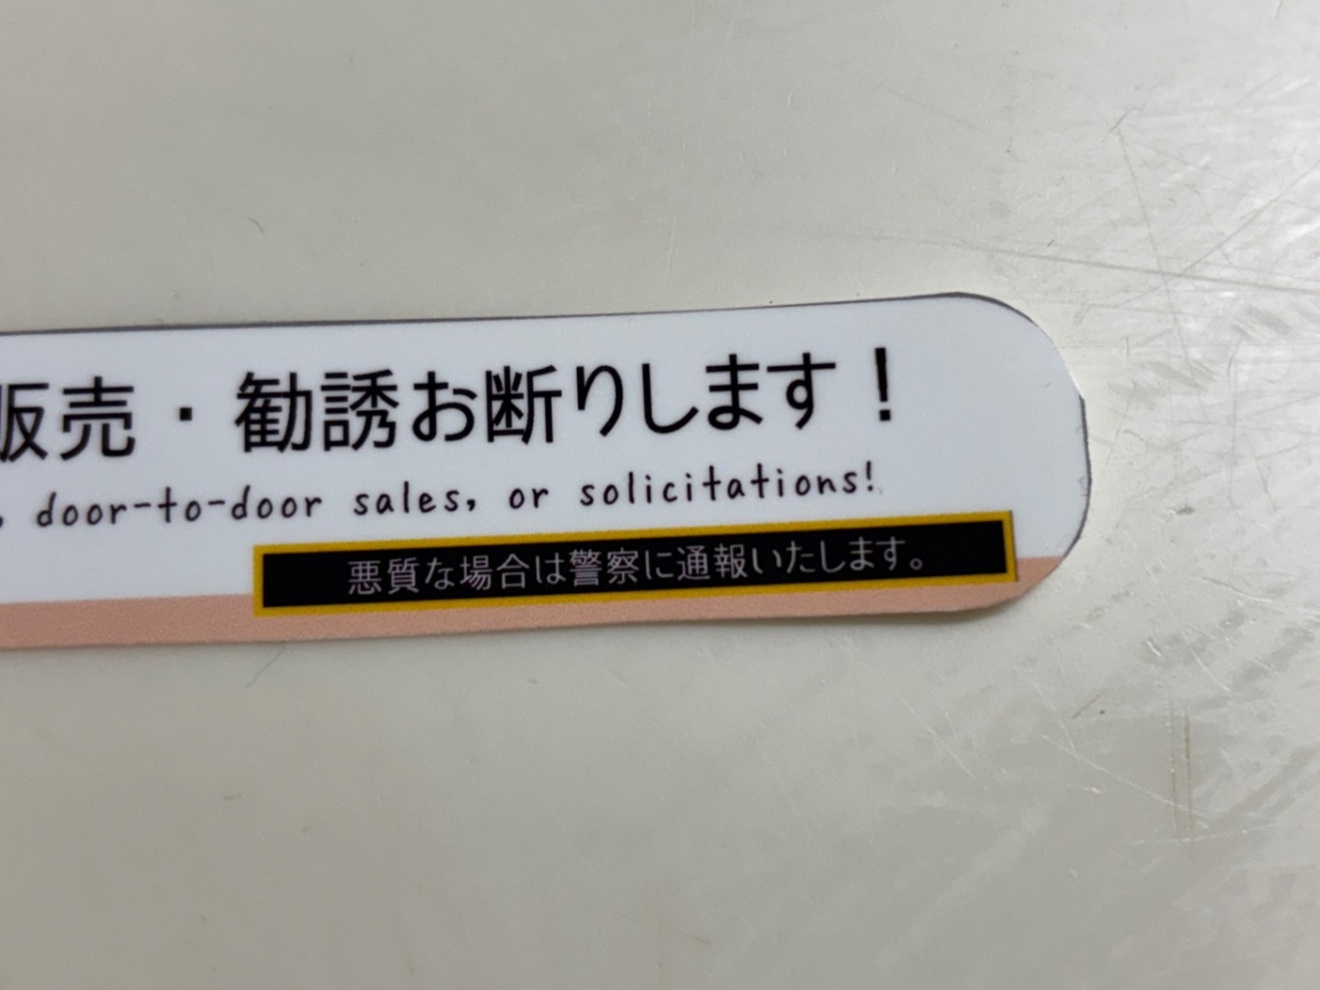 販売・勧誘お断りします！
, door-to-door sales, or solicitations!
悪質な場合は警察に通報いたします。